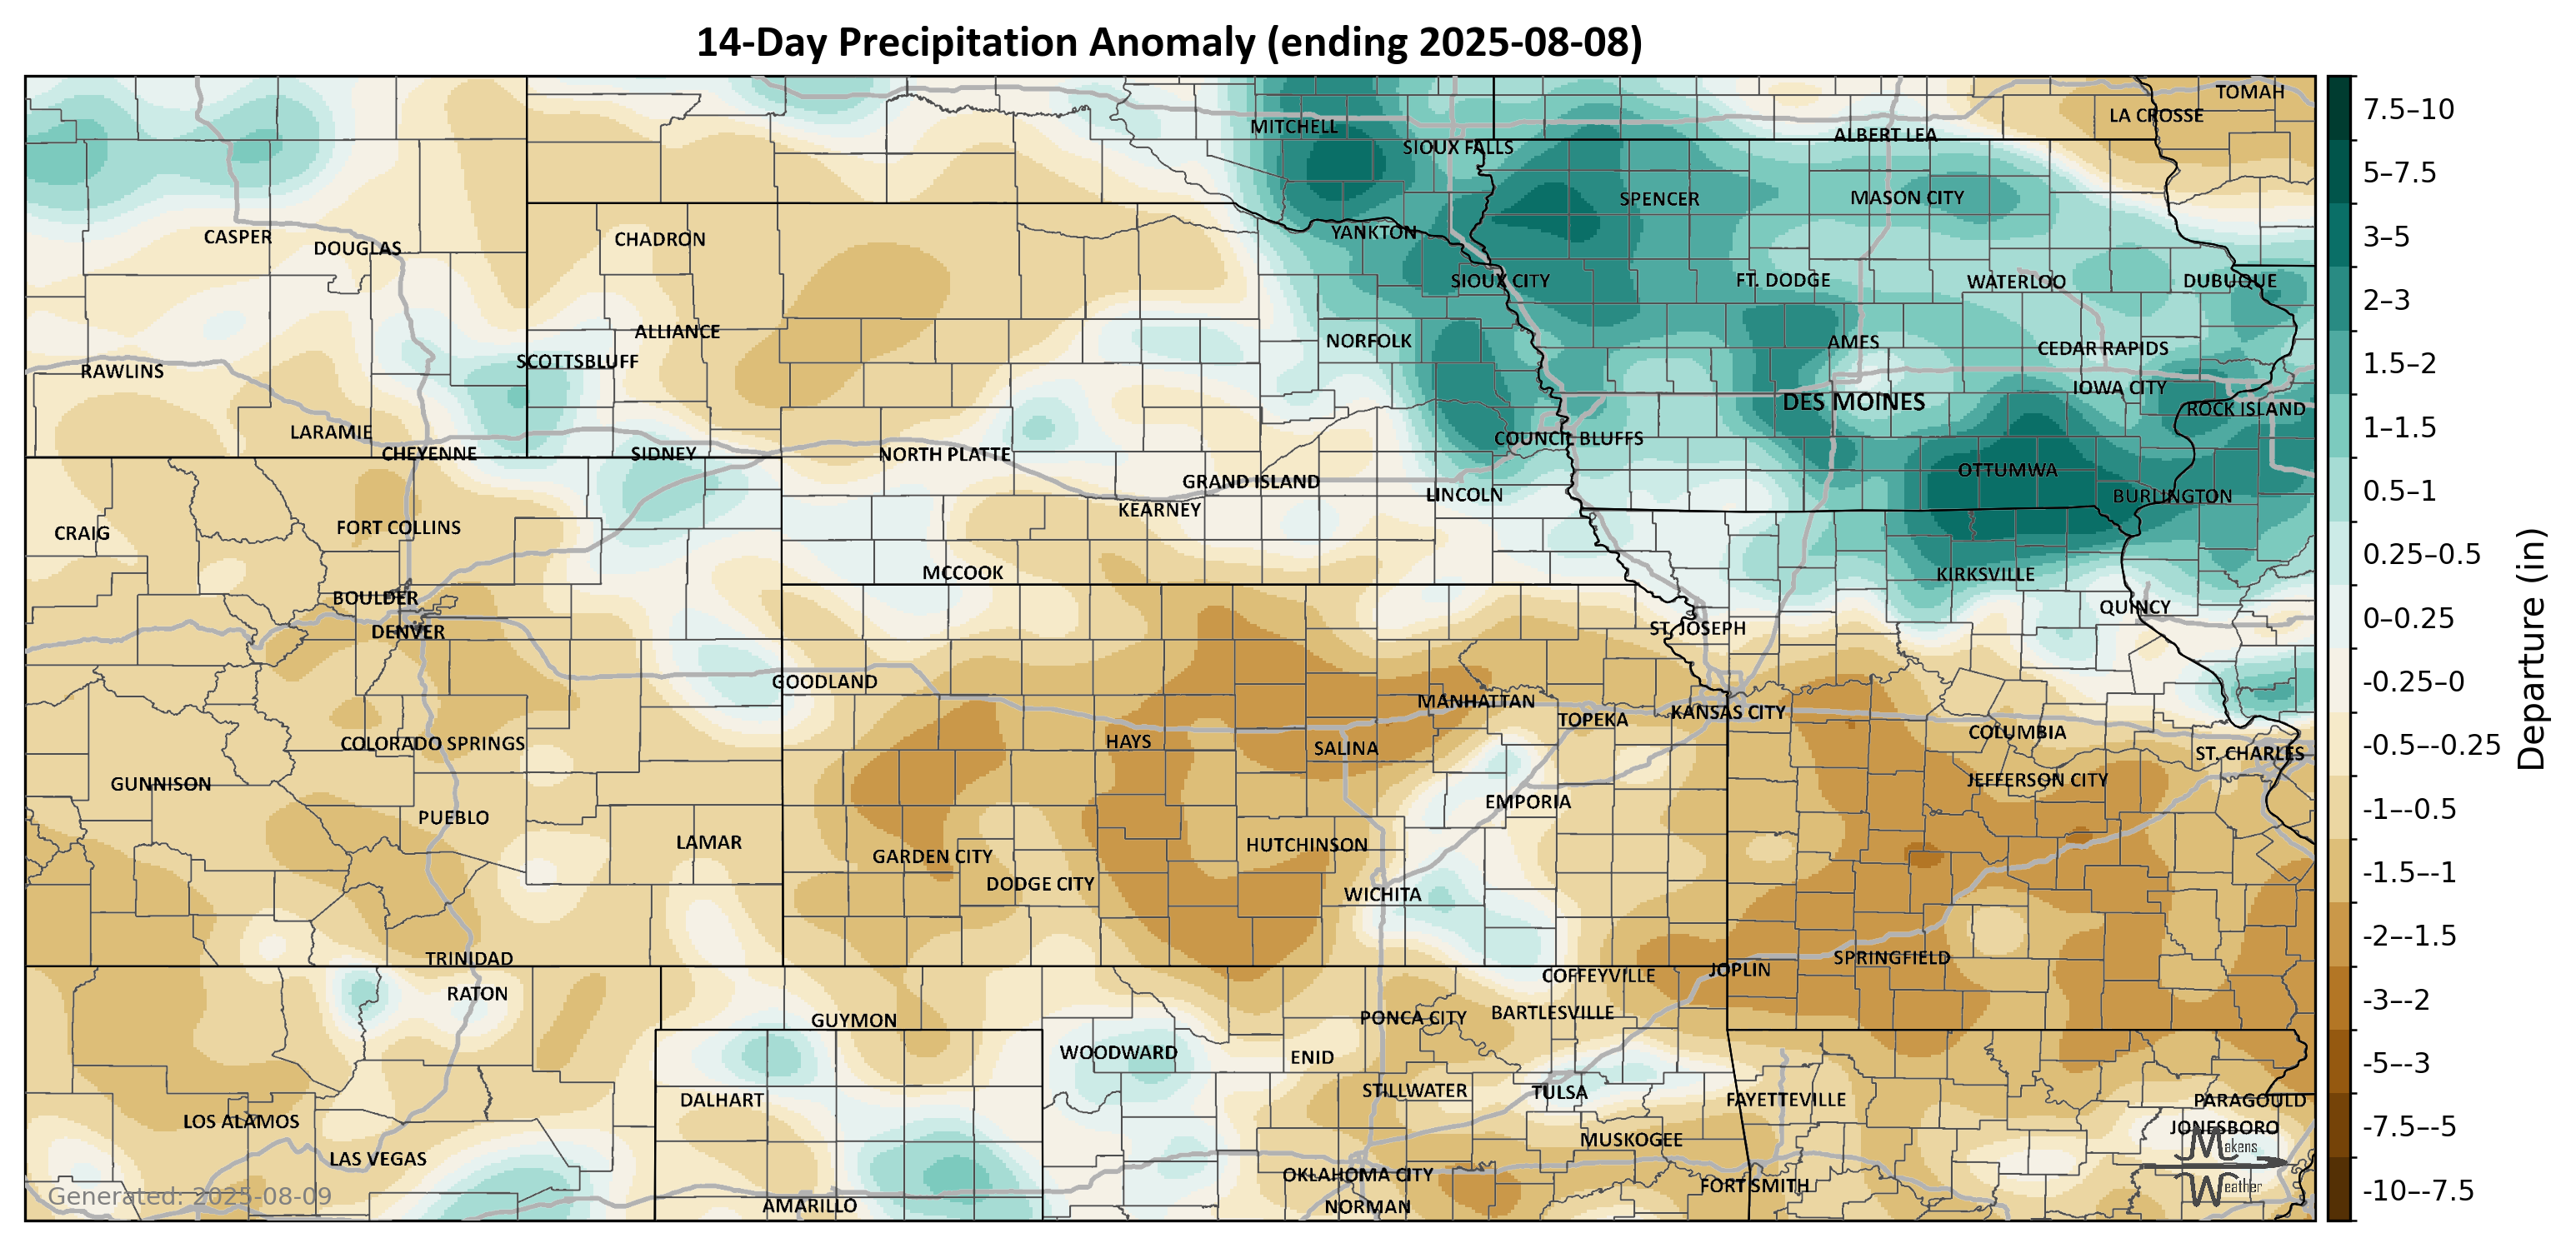 14-Day Precipitation Anomaly (ending 2025-08-08)
TOMAH
LA CROSSE
MITCHELL
ALBERT LEA
SIOUX FALLS
SPENCER
MASON CITY
YANKTON
CASPER
DOUGLAS
CHADRON
SIOUX CITY
FT. DODGE
WATERLOO
DUBUQUE
ALLIANCE
NORFOLK
AMES
CEDAR RAPIDS
SCOTTSBLUFF
RAWLINS
IOWA CITY
DES MOINES
ROCK ISLAND
LARAMIE
COUNCIL BLUFFS
CHEYENNE
SIDNEY
NORTH PLATTE
OTTUMWA
GRAND ISLAND
LINCOLN
BURLINGTON
KEARNEY
CRAIG
FORT COLLINS
MCCOOK
KIRKSVILLE
BOULDER
QUINCY
DENVER
ST. JOSEPH
GOODLAND
MANHATTAN
KANSAS CITY
TOPEKA
COLUMBIA
COLORADO SPRINGS
HAYS
SALINA
ST. CHARLES
GUNNISON
JEFFERSON CITY
EMPORIA
PUEBLO
LAMAR
HUTCHINSON
GARDEN CITY
DODGE CITY
WICHITA
TRINIDAD
SPRINGFIELD
JOPLIN
COFFEYVILLE
RATON
BARTLESVILLE
GUYMON
PONCA CITY
WOODWARD
ENID
STILLWATER
TULSA
DALHART
FAYETTEVILLE
PARAGOULD
LOS ALAMOS
JONESBORO
MUSKOGEE
LAS VEGAS
OKLAHOMA CITY
FORT SMITH
AMARILLO
NORMAN
Generated: 2025-08-09
Makens
Weather
7.5–10
5–7.5
3–5
2–3
1.5–2
1–1.5
0.5–1
0.25–0.5
0–0.25
-0.25–0
-0.5–-0.25
-1–-0.5
-1.5–-1
-2–-1.5
-3–-2
-5–-3
-7.5–-5
-10–-7.5
Departure (in)